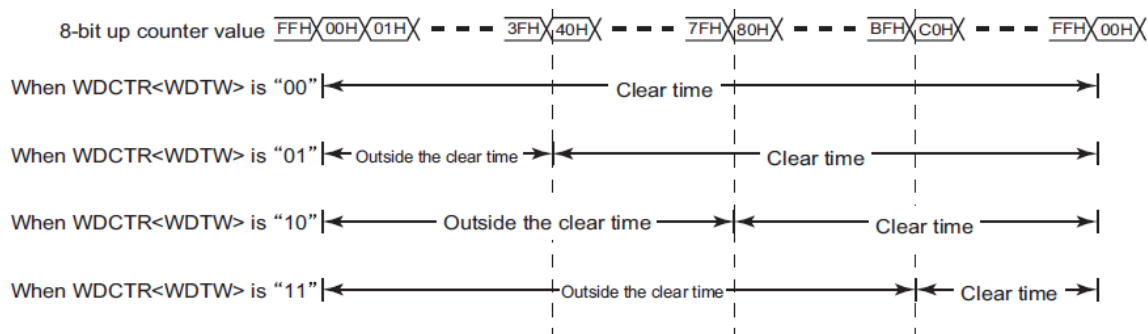 8-bit up counter value FFH 00H 01H 3FH 40H 7FH 80H BFH C0H FFH 00H
When WDCTR<WDTW> is “00” Clear time
When WDCTR<WDTW> is “01” Outside the clear time Clear time
When WDCTR<WDTW> is “10” Outside the clear time Clear time
When WDCTR<WDTW> is “11” Outside the clear time Clear time